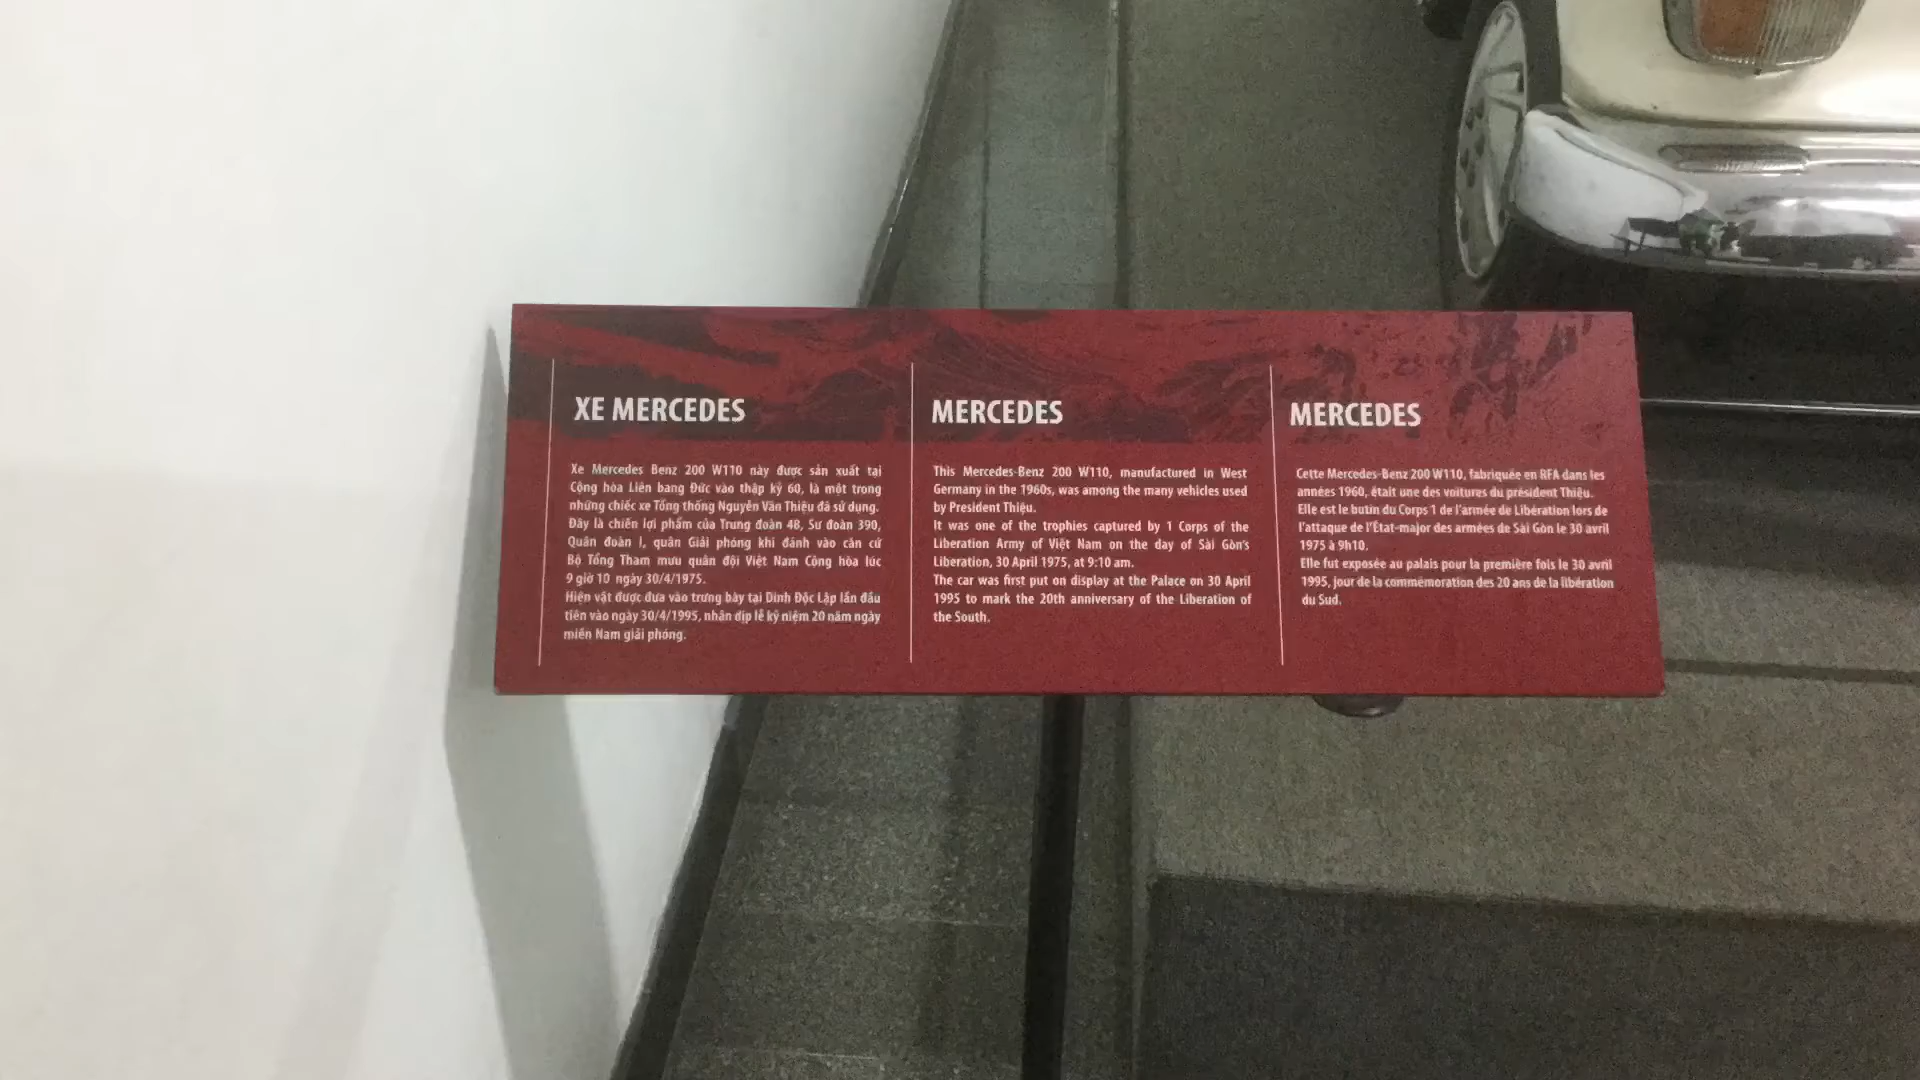 XE MERCEDES
Xe Mercedes Benz 200 W110 này được sản xuất tại
Cộng hòa Liên bang Đức vào thập kỷ 60, là một trong
những chiếc xe Tổng thống Nguyễn Văn Thiệu đã sử dụng.
Đây là chiến lợi phẩm của Trung đoàn 48, Sư đoàn 390,
Quân đoàn I, quân Giải phóng khi đánh vào căn cứ
Bộ Tổng Tham mưu quân đội Việt Nam Cộng hòa lúc
9 giờ 10 ngày 30/4/1975.
Hiện vật được đưa vào trưng bày tại Dinh Độc Lập lần đầu
tiên vào ngày 30/4/1995, nhân dịp lễ kỷ niệm 20 năm ngày
miền Nam giải phóng.
MERCEDES
This Mercedes-Benz 200 W110, manufactured in West
Germany in the 1960s, was among the many vehicles used
by President Thiệu.
It was one of the trophies captured by 1 Corps of the
Liberation Army of Việt Nam on the day of Sài Gòn's
Liberation, 30 April 1975, at 9:10 am.
The car was first put on display at the Palace on 30 April
1995 to mark the 20th anniversary of the Liberation of
the South.
MERCEDES
Cette Mercedes-Benz 200 W110, fabriquée en RFA dans les
années 1960, était une des voitures du président Thiệu.
Elle est le butin du Corps 1 de l'armée de Libération lors de
l'attaque de l'État-major des armées de Sài Gòn le 30 avril
1975 à 9h10.
Elle fut exposée au palais pour la première fois le 30 avril
1995, jour de la commémoration des 20 ans de la libération
du Sud.